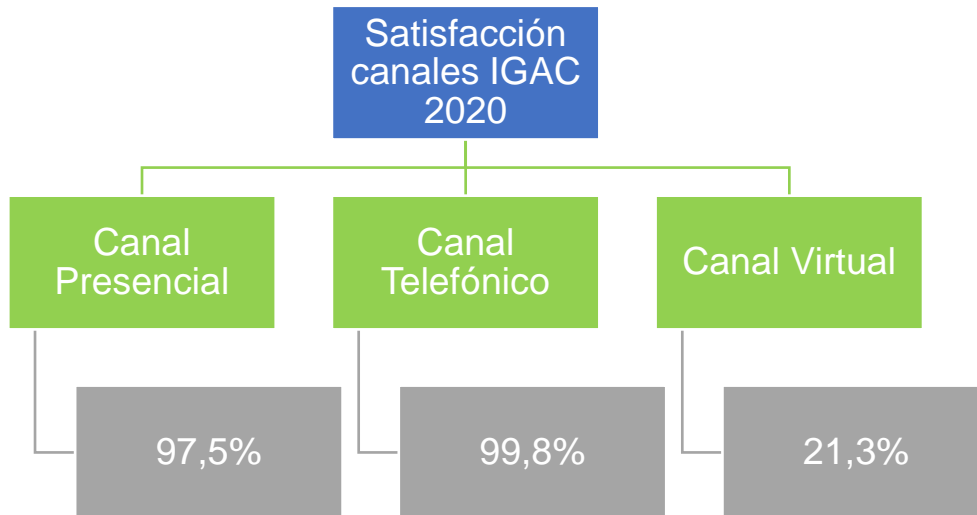 Satisfacción
canales IGAC
2020
Canal
Presencial
Canal
Telefónico
Canal Virtual
97,5%
99,8%
21,3%